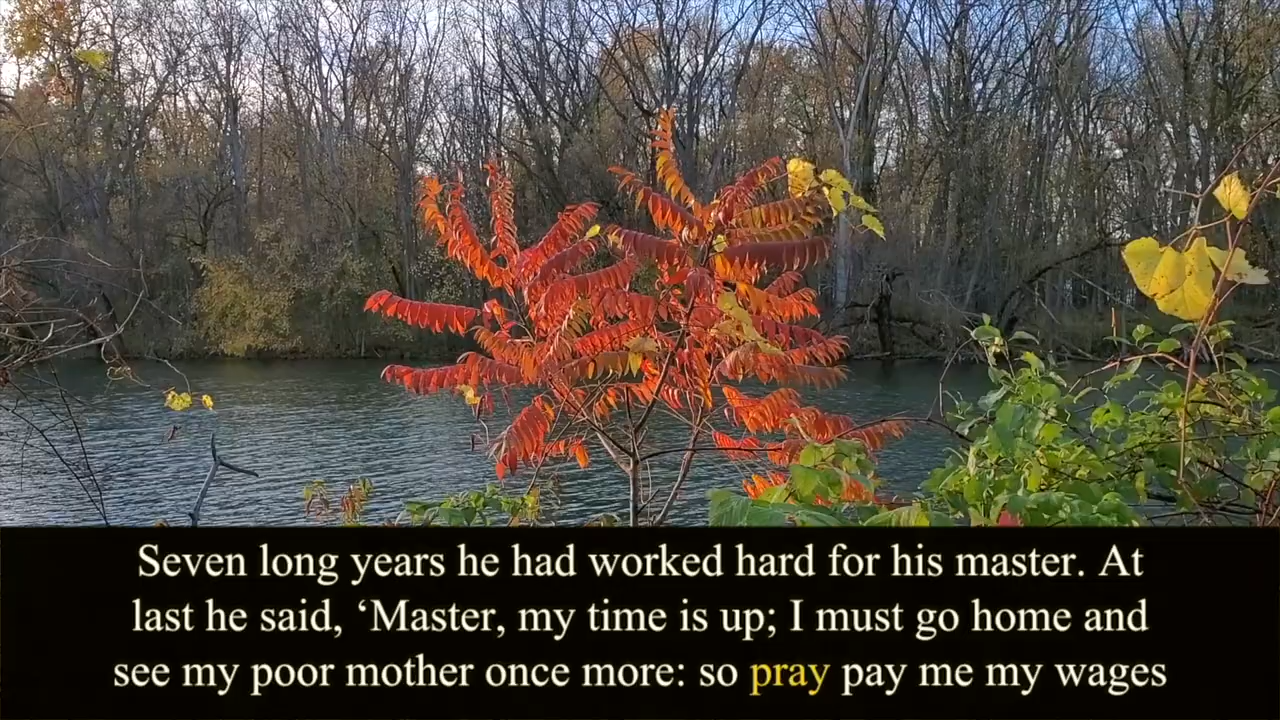 Seven long years he had worked hard for his master. At
last he said, ‘Master, my time is up; I must go home and
see my poor mother once more: so pray pay me my wages